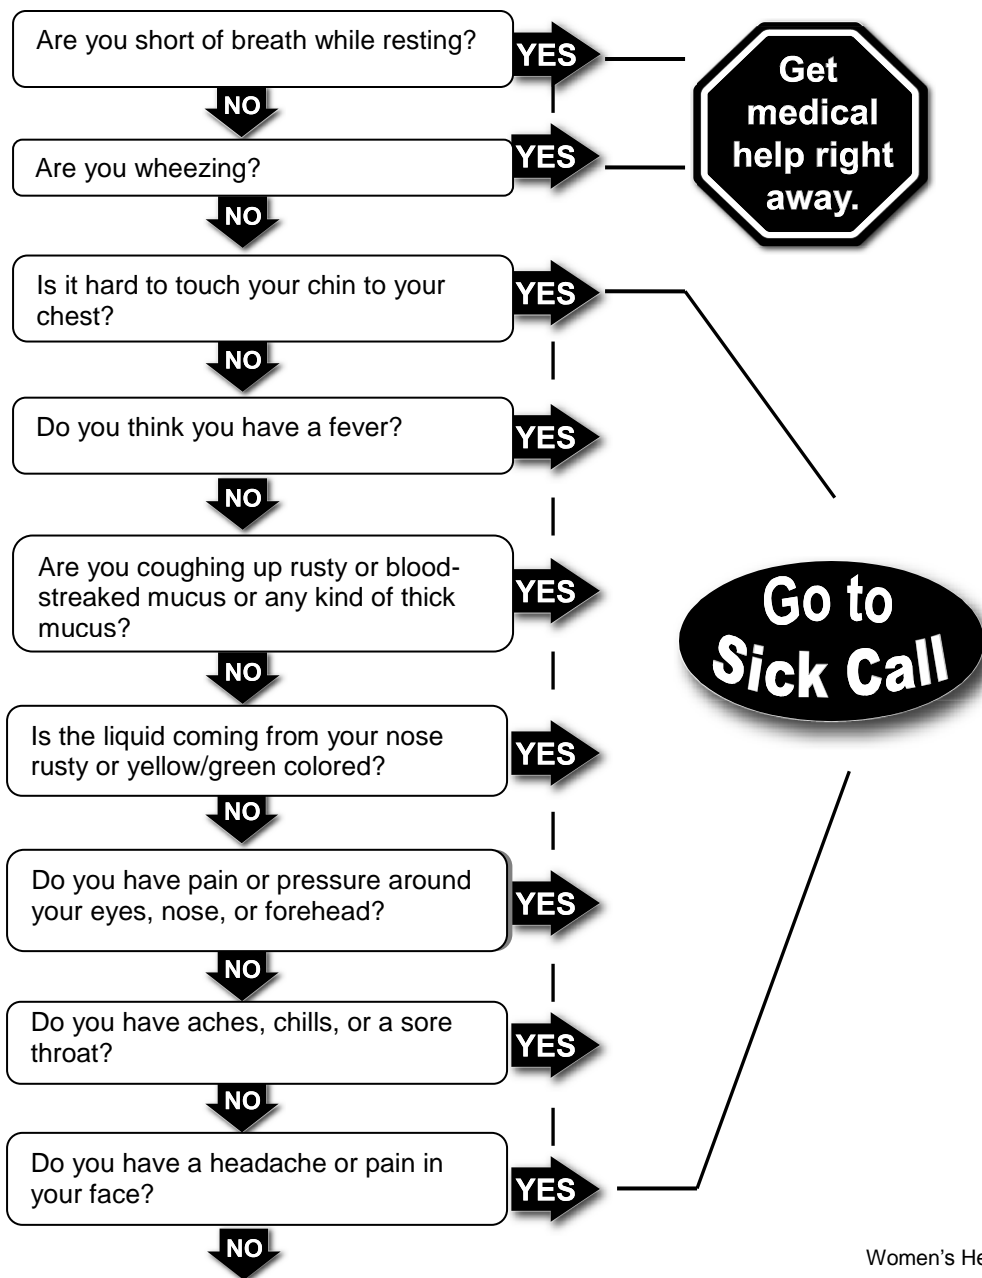 Are you short of breath while resting?
YES
Get
medical
help right
away.
NO
Are you wheezing?
YES
NO
Is it hard to touch your chin to your
chest?
YES
NO
Do you think you have a fever?
YES
NO
Are you coughing up rusty or blood-
streaked mucus or any kind of thick
mucus?
YES
Go to
Sick Call
NO
Is the liquid coming from your nose
rusty or yellow/green colored?
YES
NO
Do you have pain or pressure around
your eyes, nose, or forehead?
YES
NO
Do you have aches, chills, or a sore
throat?
YES
NO
Do you have a headache or pain in
your face?
YES
NO
Women's He